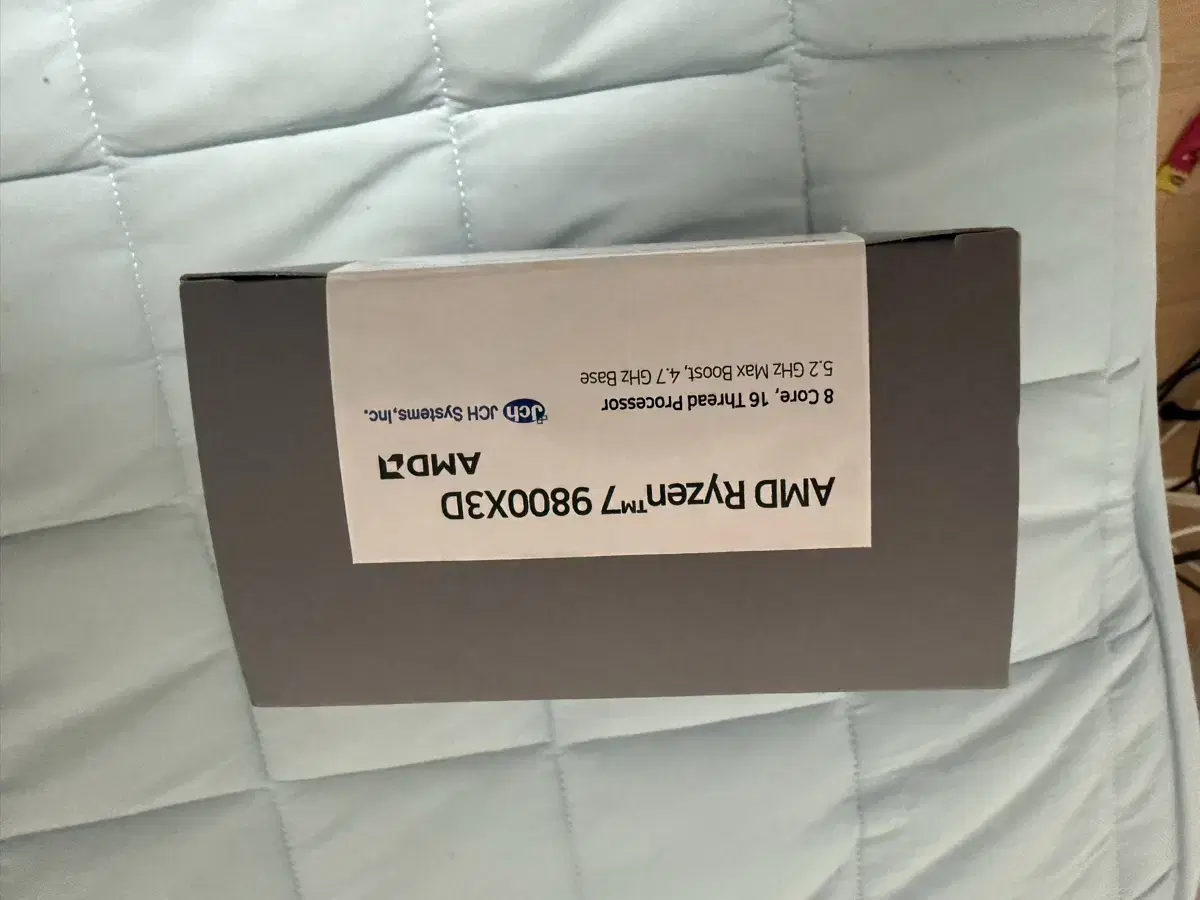 AMD Ryzen™7 9800X3D
AMD
8 Core, 16 Thread Processor
5.2 GHz Max Boost, 4.7 GHz Base
Jch JCH Systems,Inc.